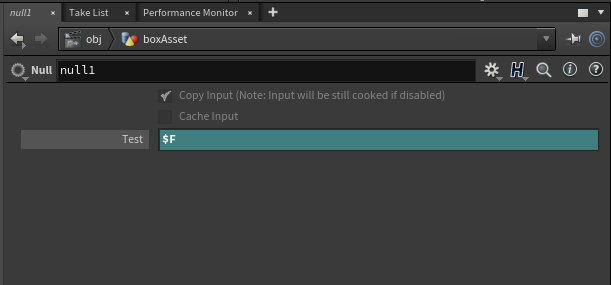 null1 × Take List × Performance Monitor × +
obj boxAsset
Null null1 H i ?
Copy Input (Note: Input will be still cooked if disabled)
Cache Input
Test $F